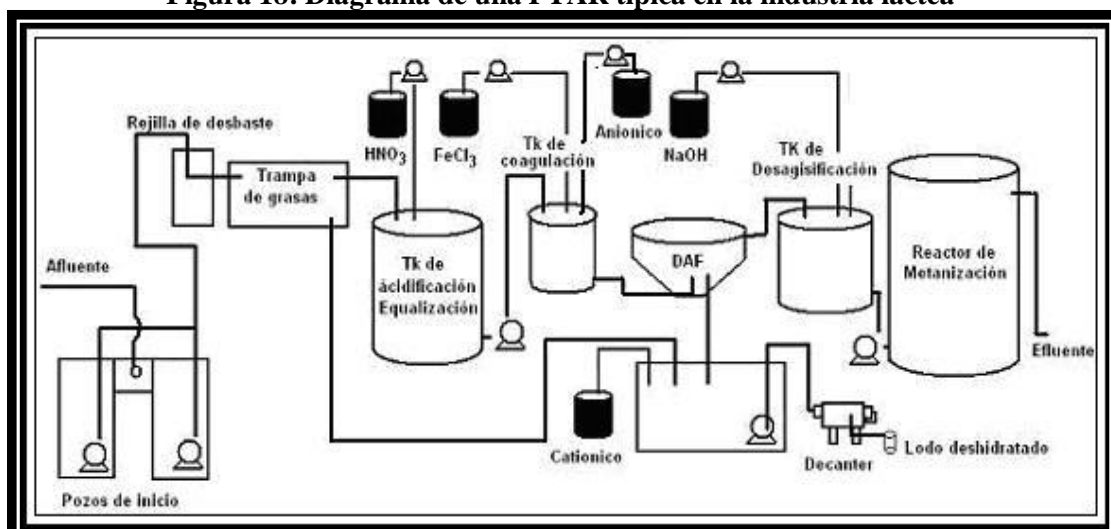 Figura 18. Diagrama de una PTAR típica en la industria láctea
Rejilla de desbaste
Trampa
de grasas
HNO3
FeCl3
Tk de
coagulación
Anionico
NaOH
TK de
Desagisificación
Afluente
Tk de
ácidificación
Equalización
DAF
Reactor de
Metanización
Efluente
Cationico
Decanter
Lodo deshidratado
Pozos de inicio